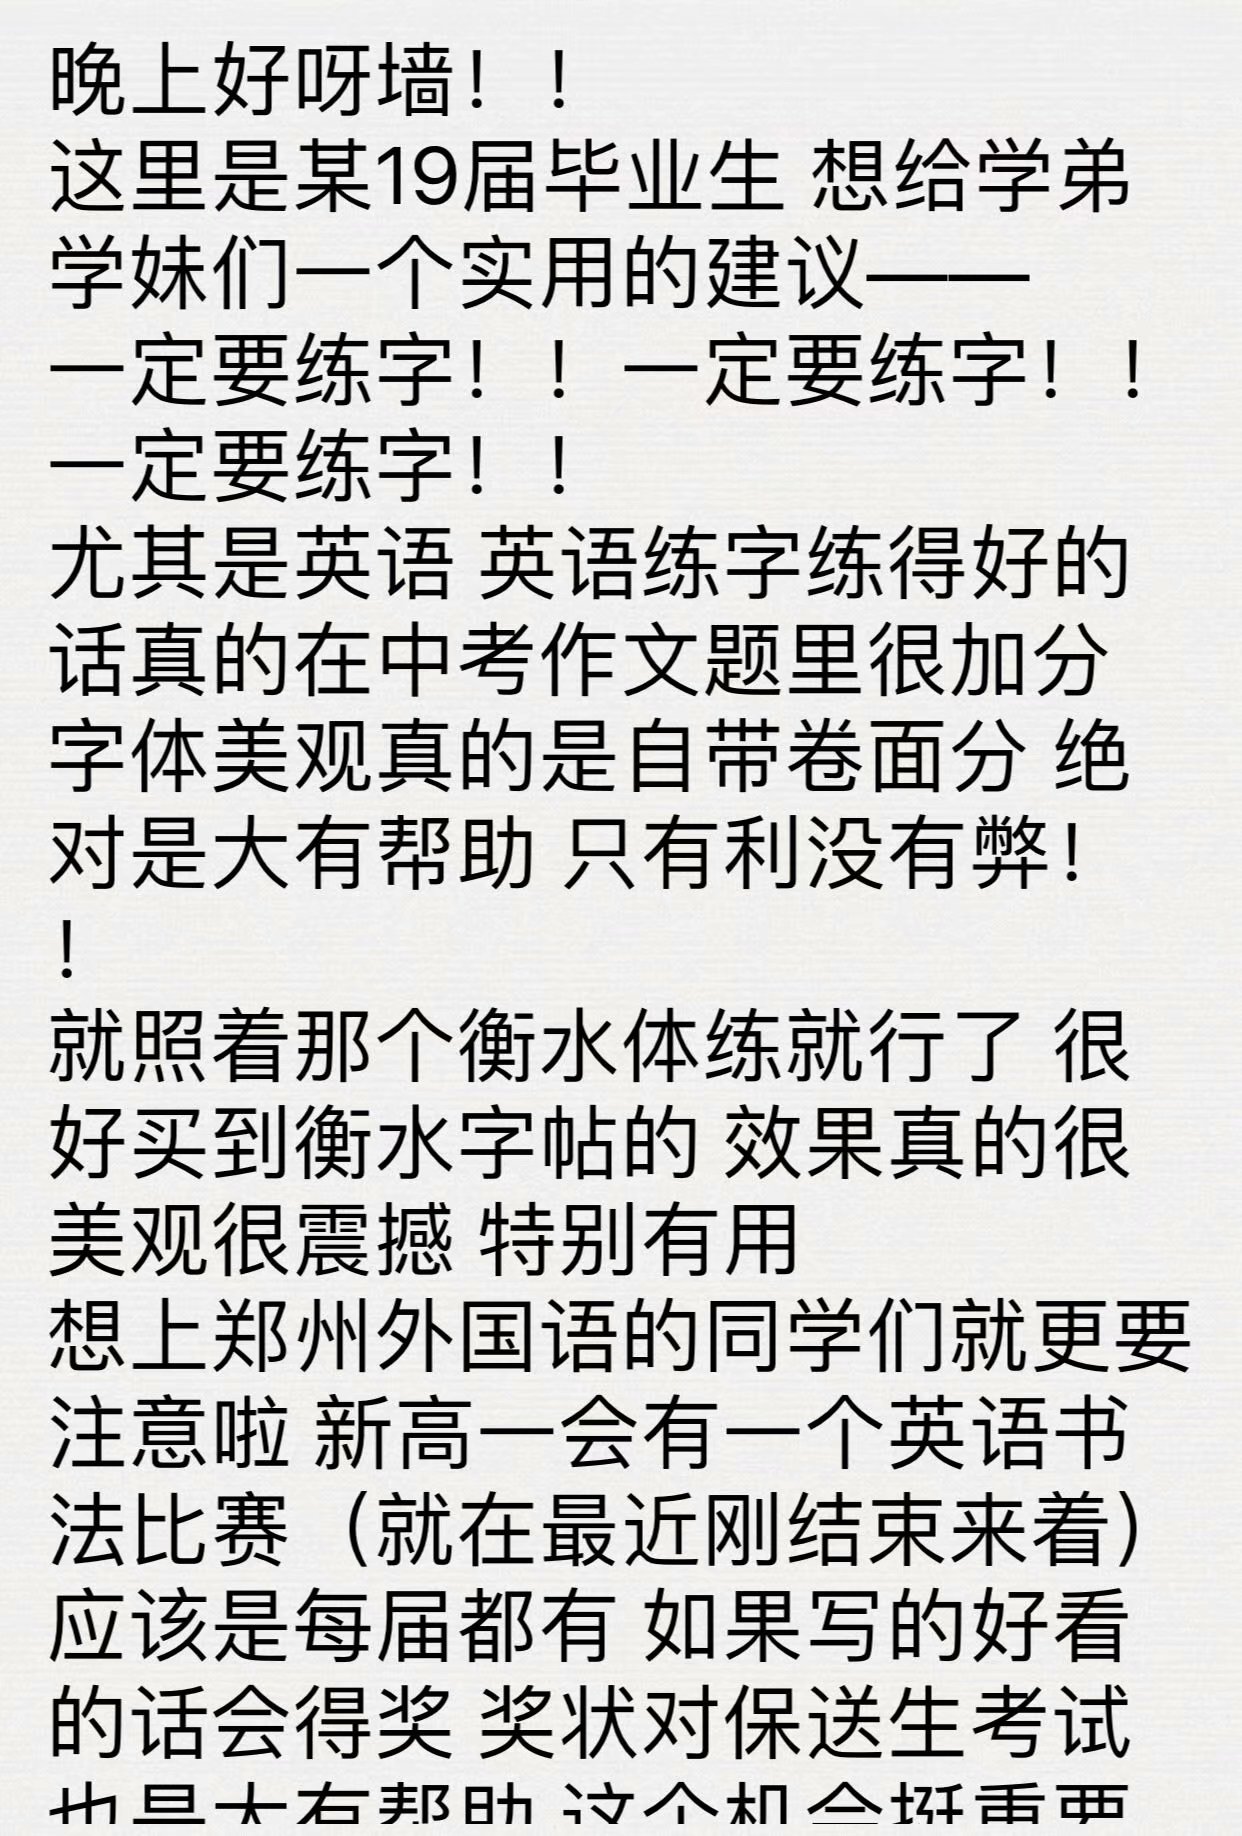 晚上好呀墙！！
这里是某19届毕业生 想给学弟
学妹们一个实用的建议——
一定要练字！！一定要练字！！
一定要练字！！
尤其是英语 英语练字练得好的
话真的在中考作文题里很加分
字体美观真的是自带卷面分 绝
对是大有帮助 只有利没有弊！
！
就照着那个衡水体练就行了 很
好买到衡水字帖的 效果真的很
美观很震撼 特别有用
想上郑州外国语的同学们就更要
注意啦 新高一会有一个英语书
法比赛（就在最近刚结束来着）
应该是每届都有 如果写的好看
的话会得奖 奖状对保送生考试
也是大有帮助 这个机会挺重要